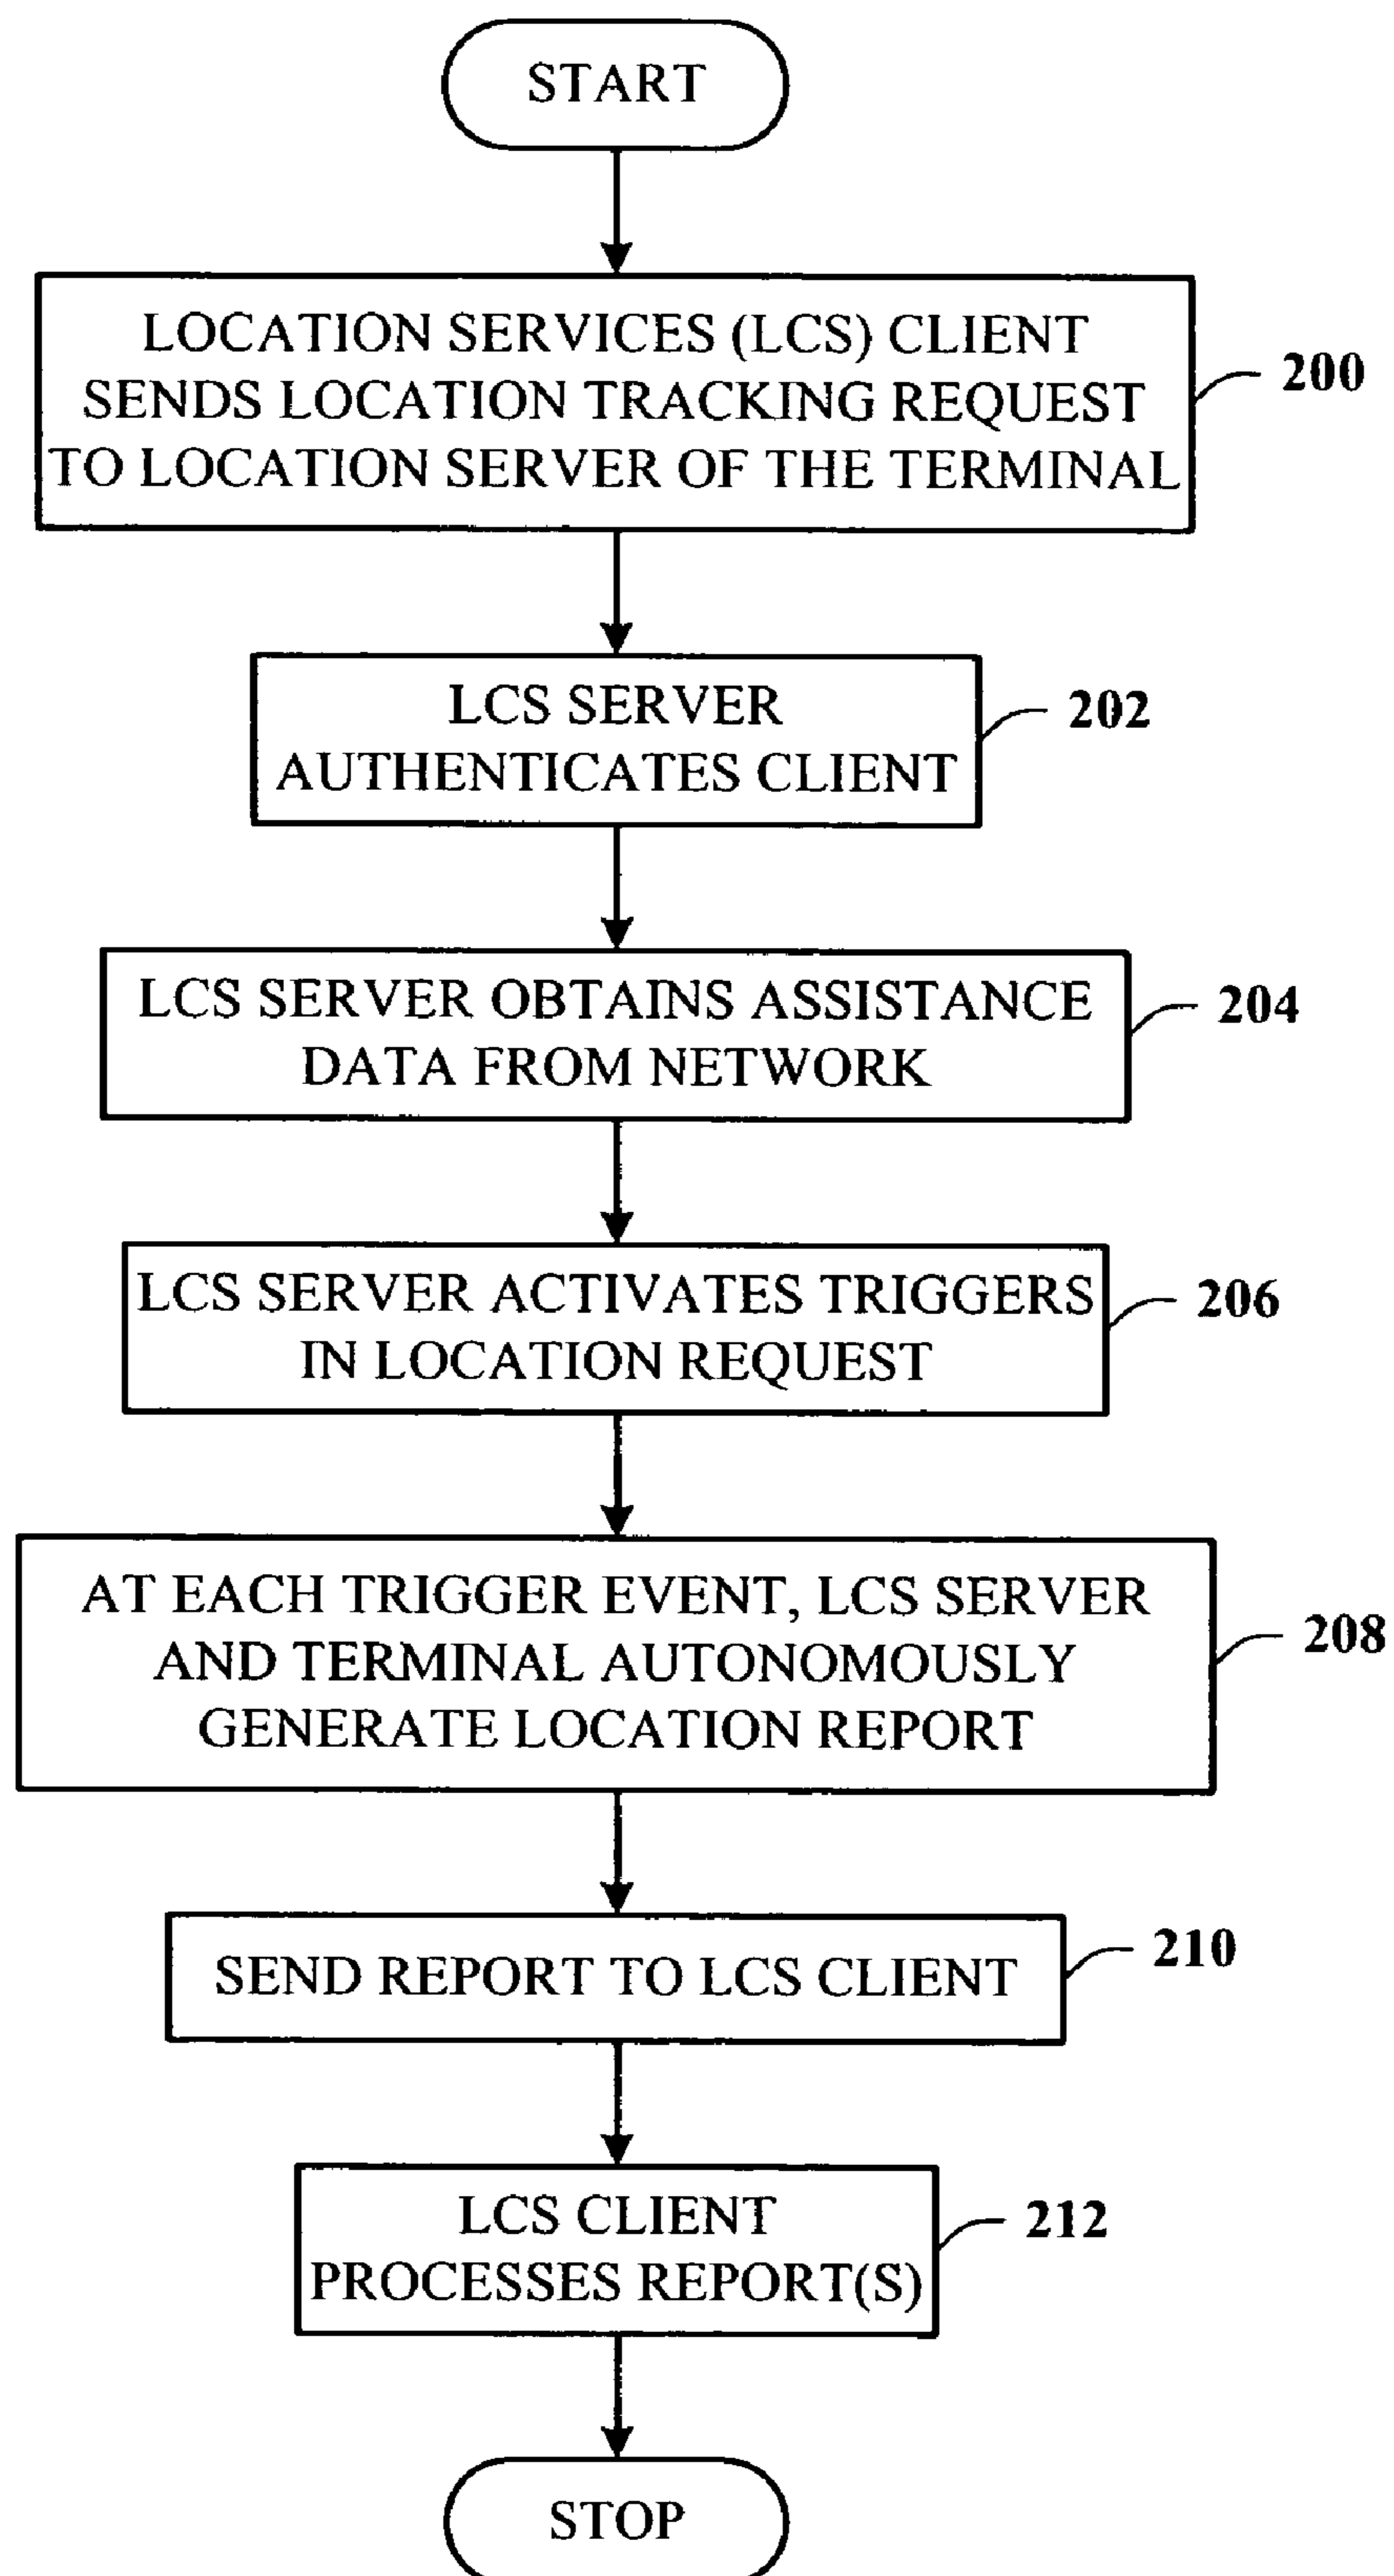 START
LOCATION SERVICES (LCS) CLIENT
SENDS LOCATION TRACKING REQUEST
TO LOCATION SERVER OF THE TERMINAL
200
LCS SERVER
AUTHENTICATES CLIENT
202
LCS SERVER OBTAINS ASSISTANCE
DATA FROM NETWORK
204
LCS SERVER ACTIVATES TRIGGERS
IN LOCATION REQUEST
206
AT EACH TRIGGER EVENT, LCS SERVER
AND TERMINAL AUTONOMOUSLY
GENERATE LOCATION REPORT
208
SEND REPORT TO LCS CLIENT
210
LCS CLIENT
PROCESSES REPORT(S)
212
STOP